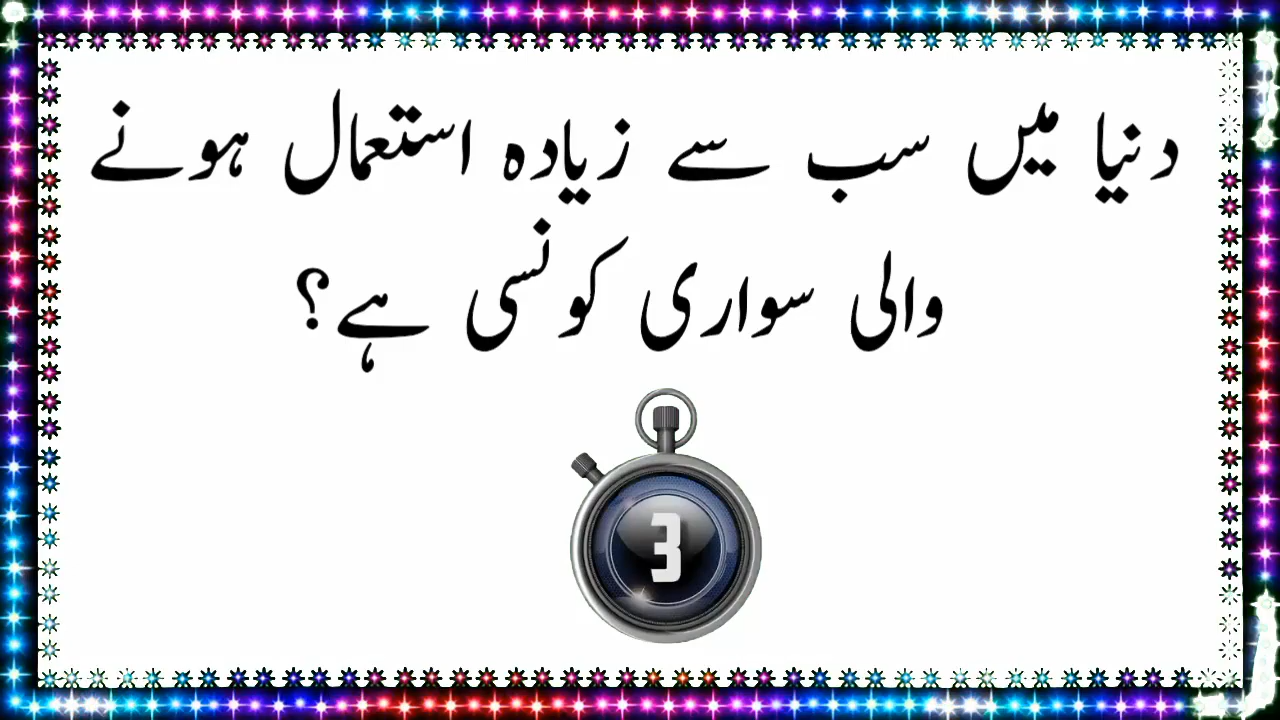 دنیا میں سب سے زیادہ استعمال ہونے
والی سواری کونسی ہے؟
3